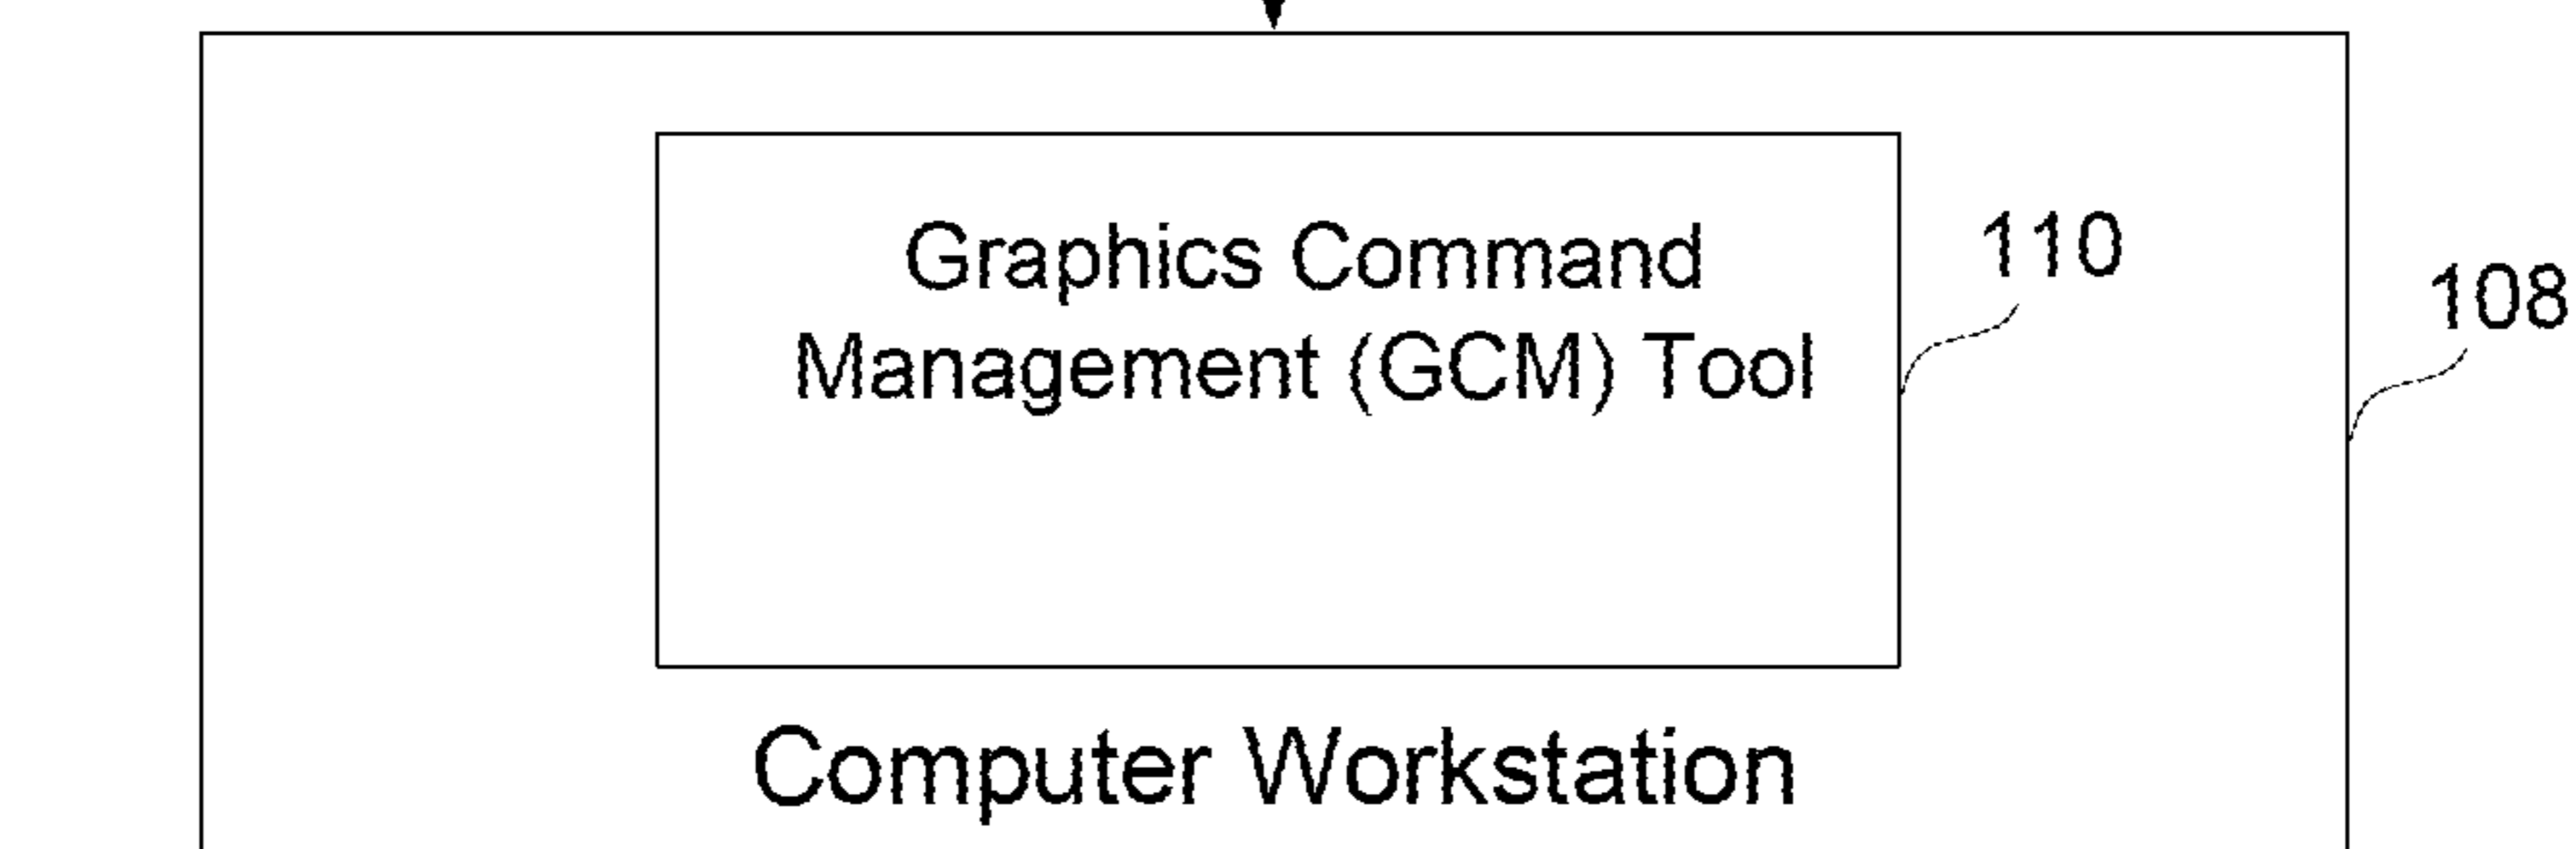 Graphics Command
Management (GCM) Tool
110
108
Computer Workstation